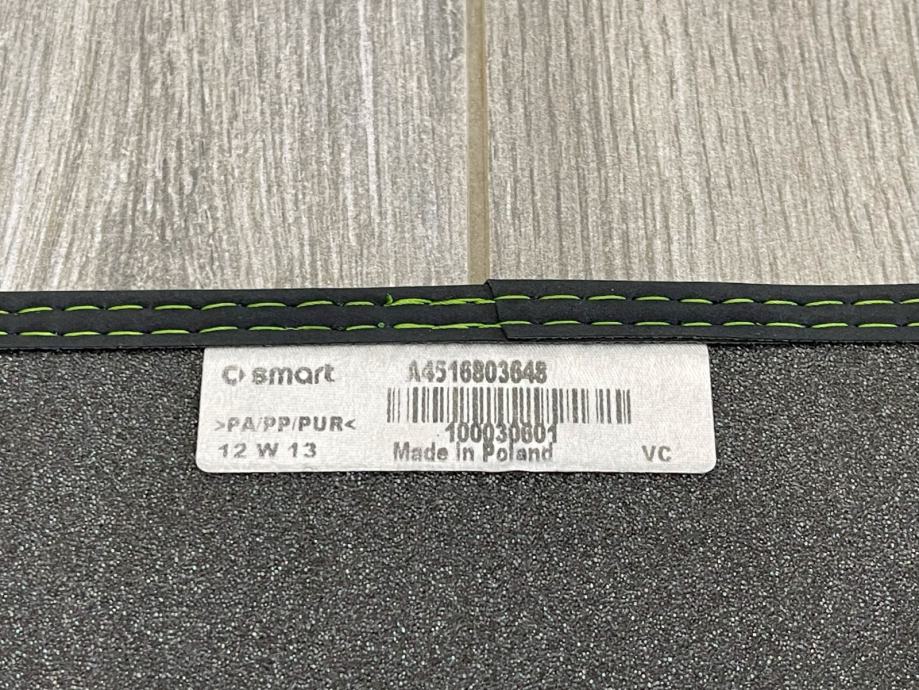 smart A4516803648
>PA/PP/PUR<
100030601
12 W 13 Made in Poland VC